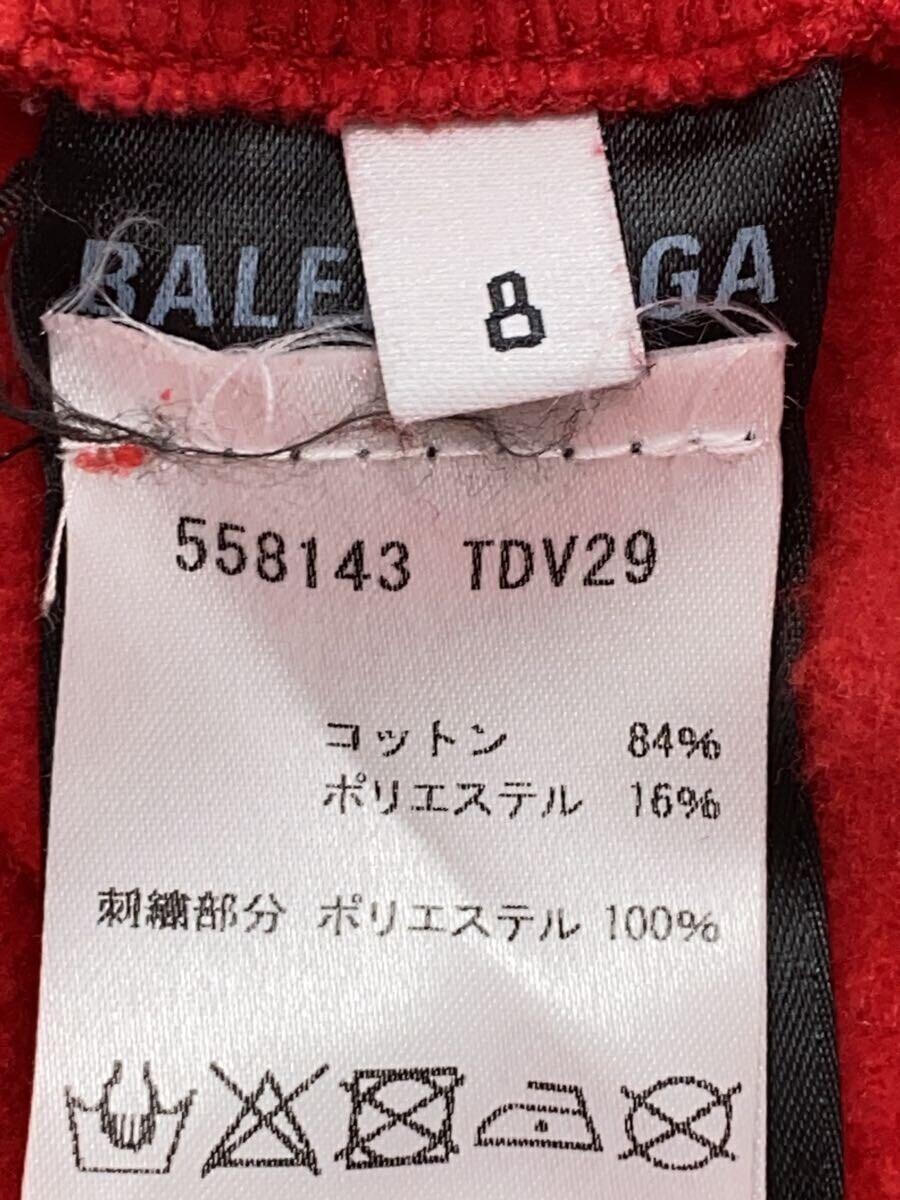 BALE GA
8
558143 TDV29
コットン 84%
ポリエステル 16%
刺繍部分 ポリエステル 100%